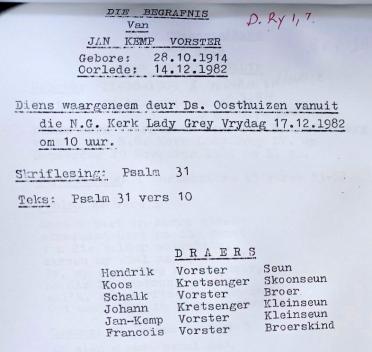 DIE BEGRAFNIS
D. Ry 1, 7.
Van
JAN KEMP VORSTER
Gebore: 28.10.1914
Oorlede: 14.12.1982
Diens waargeneem deur Ds. Oosthuizen vanuit
die N.G. Kerk Lady Grey Vrydag 17.12.1982
om 10 uur.
Skriflesing: Psalm 31
Teks: Psalm 31 vers 10
DRAERS
Hendrik Vorster Seun
Koos Kretsenger Skoonseun
Schalk Vorster Broer
Johann Kretsenger Kleinseun
Jan-Kemp Vorster Kleinseun
Francois Vorster Broerskind